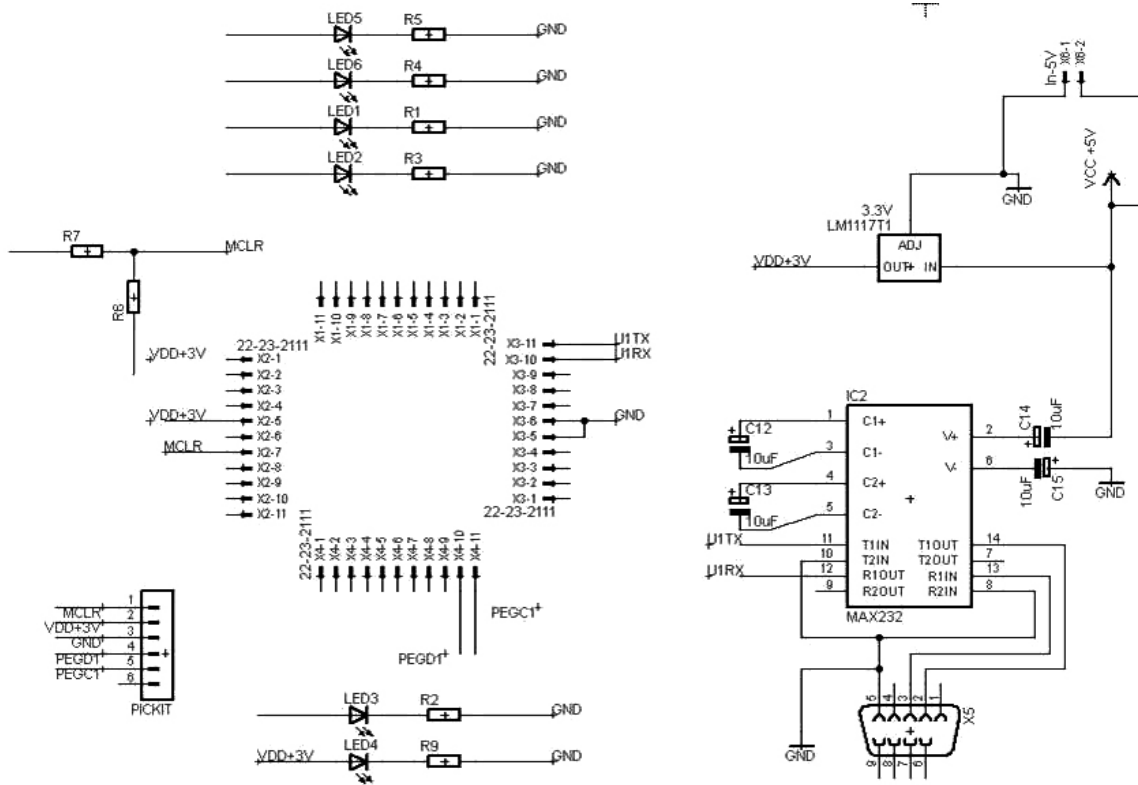 LED5 R5 GND
LED6 R4 GND
LED1 R1 GND
LED2 R3 GND
In-5V X6-1 X6-2
VCC +5V
GND
3.3V
LM1117T1
ADJ
VDD+3V OUT+ IN
R7
MCLR
R6
X1-11 X1-10 X1-9 X1-8 X1-7 X1-6 X1-5 X1-4 X1-3 X1-2 X1-1
22-23-2111
22-23-2111
VDD+3V X2-1
X2-2
X2-3
X2-4
VDD+3V X2-5
X2-6
MCLR X2-7
X2-8
X2-9
X2-10
X2-11
X3-11 U1TX
X3-10 U1RX
X3-9
X3-8
X3-7
X3-6 GND
X3-5
X3-4
X3-3
X3-2
X3-1
22-23-2111
22-23-2111
X4-1 X4-2 X4-3 X4-4 X4-5 X4-6 X4-7 X4-8 X4-9 X4-10 X4-11
PEGC1
PEGD1
IC2
C12 1 C1+ V+ 2 C14 10uF
10uF 3 C1- V- 6 10uF C15 GND
C13 4 C2+
10uF 5 C2-
U1TX 11 T1IN T1OUT 14
10 T2IN T2OUT 7
U1RX 12 R1OUT R1IN 13
9 R2OUT R2IN 8
MAX232
1
MCLR 2
VDD+3V 3
GND 4
PEGD1 5
PEGC1 6
PICKIT
LED3 R2 GND
VDD+3V LED4 R9 GND
GND
5 4 3 2 1
X5
9 8 7 6